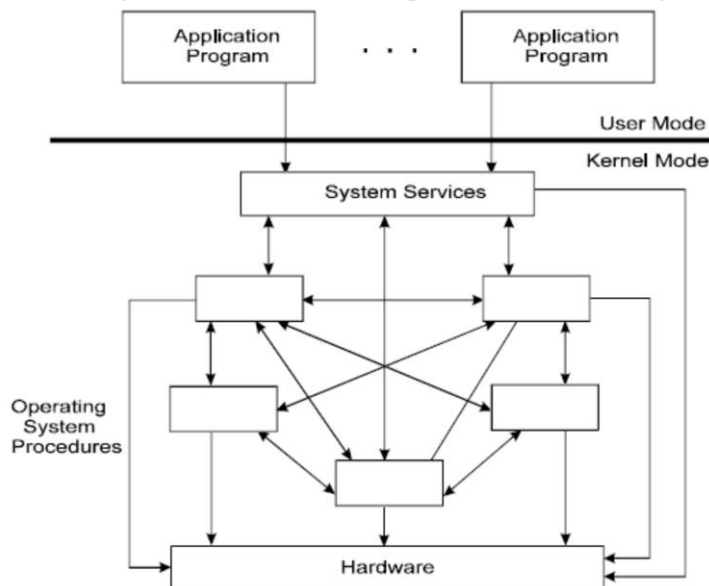 Application
Program
. . .
Application
Program
User Mode
Kernel Mode
System Services
Operating
System
Procedures
Hardware